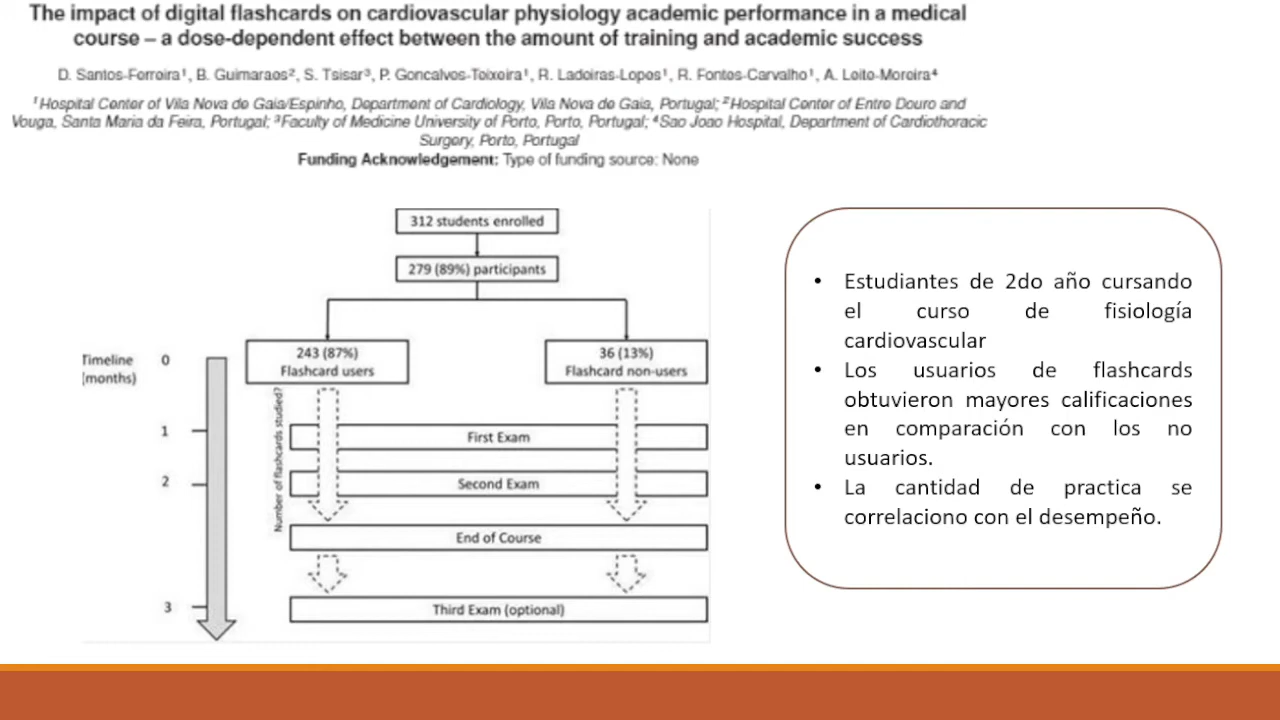 The impact of digital flashcards on cardiovascular physiology academic performance in a medical
course – a dose-dependent effect between the amount of training and academic success
D. Santos-Ferreira¹, B. Guimaraes², S. Tsisar³, P. Goncalves-Teixeira¹, R. Ladeiras-Lopes¹, R. Fontes-Carvalho¹, A. Leite-Moreira⁴
¹Hospital Center of Vila Nova de Gaia/Espinho, Department of Cardiology, Vila Nova de Gaia, Portugal; ²Hospital Center of Entre Douro and
Vouga, Santa Maria da Feira, Portugal; ³Faculty of Medicine University of Porto, Porto, Portugal; ⁴Sao Joao Hospital, Department of Cardiothoracic
Surgery, Porto, Portugal
Funding Acknowledgement: Type of funding source: None
312 students enrolled
279 (89%) participants
243 (87%)
Flashcard users
36 (13%)
Flashcard non-users
Timeline
(months)
0
1
2
3
Number of flashcards studied?
First Exam
Second Exam
End of Course
Third Exam (optional)
• Estudiantes de 2do año cursando
el curso de fisiología
cardiovascular
• Los usuarios de flashcards
obtuvieron mayores calificaciones
en comparación con los no
usuarios.
• La cantidad de practica se
correlaciono con el desempeño.